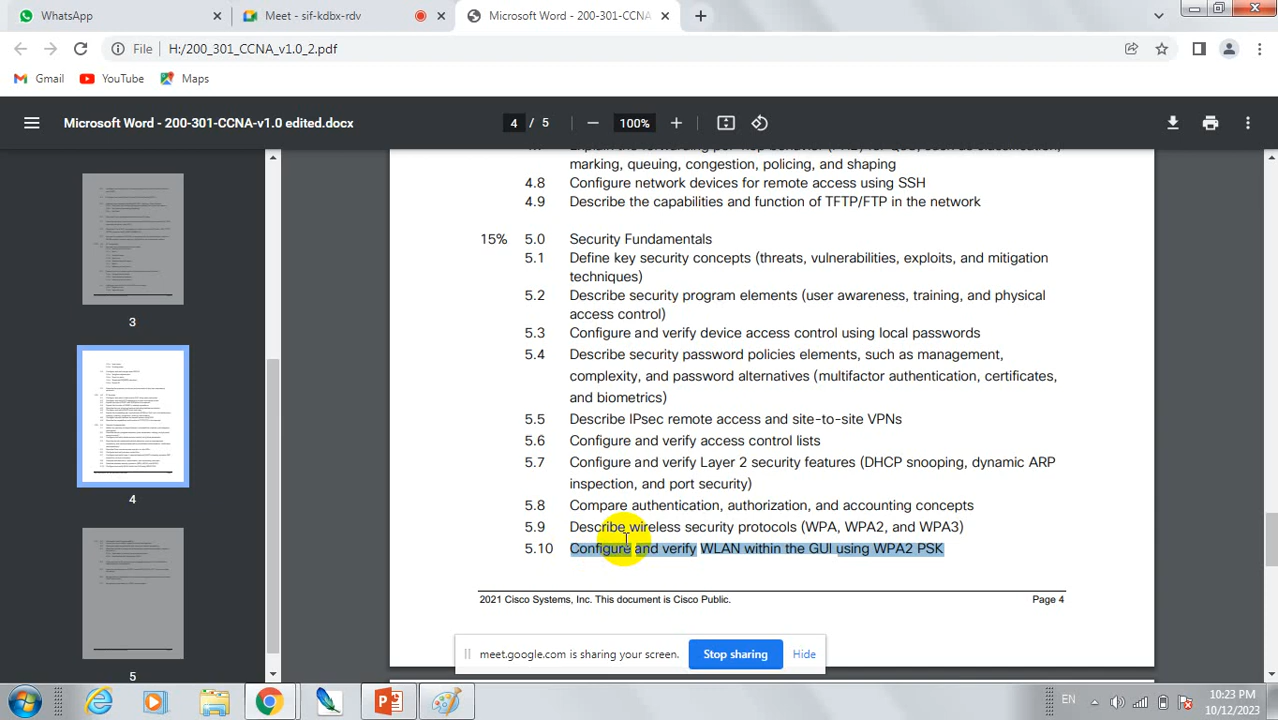 WhatsApp
Meet - sif-kdbx-rdv
Microsoft Word - 200-301-CCNA
File
H:/200_301_CCNA_v1.0_2.pdf
Gmail
YouTube
Maps
Microsoft Word - 200-301-CCNA-v1.0 edited.docx
4 / 5
100%
marking, queuing, congestion, policing, and shaping
4.8 Configure network devices for remote access using SSH
4.9 Describe the capabilities and function of TFTP/FTP in the network
15% 5.0 Security Fundamentals
5.1 Define key security concepts (threats, vulnerabilities, exploits, and mitigation
techniques)
5.2 Describe security program elements (user awareness, training, and physical
access control)
5.3 Configure and verify device access control using local passwords
5.4 Describe security password policies elements, such as management,
complexity, and password alternatives (multifactor authentication, certificates,
and biometrics)
5.5 Describe IPsec remote access and site-to-site VPNs
5.6 Configure and verify access control lists
5.7 Configure and verify Layer 2 security features (DHCP snooping, dynamic ARP
inspection, and port security)
5.8 Compare authentication, authorization, and accounting concepts
5.9 Describe wireless security protocols (WPA, WPA2, and WPA3)
5.10 Configure and verify WLAN within the GUI using WPA2 PSK
2021 Cisco Systems, Inc. This document is Cisco Public.
Page 4
3
4
5
meet.google.com is sharing your screen.
Stop sharing
Hide
EN
10:23 PM
10/12/2023